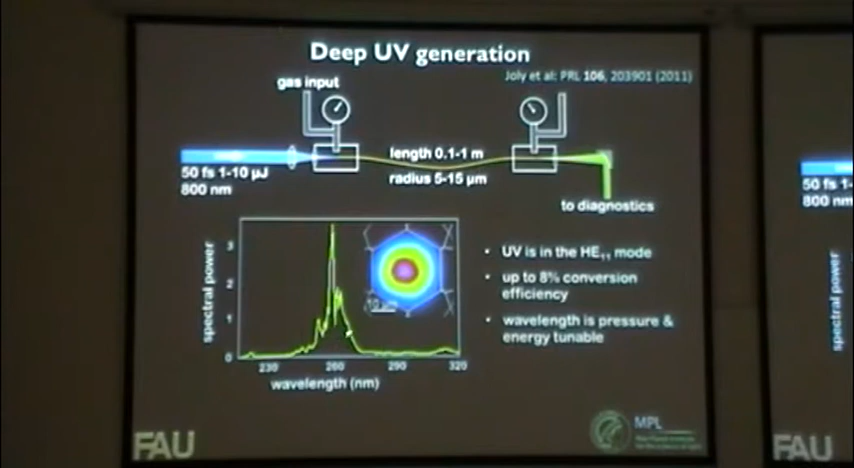 Deep UV generation
Joly et al: PRL 106, 203901 (2011)
gas input
length 0.1-1 m
radius 5-15 µm
50 fs 1-10 µJ
800 nm
to diagnostics
50 fs 1-
800 nm
spectral power
3
2
1
0
10 µm
230
260
290
320
wavelength (nm)
• UV is in the HE₁₁ mode
• up to 8% conversion
efficiency
• wavelength is pressure &
energy tunable
spectral power
FAU
MPL
FAU